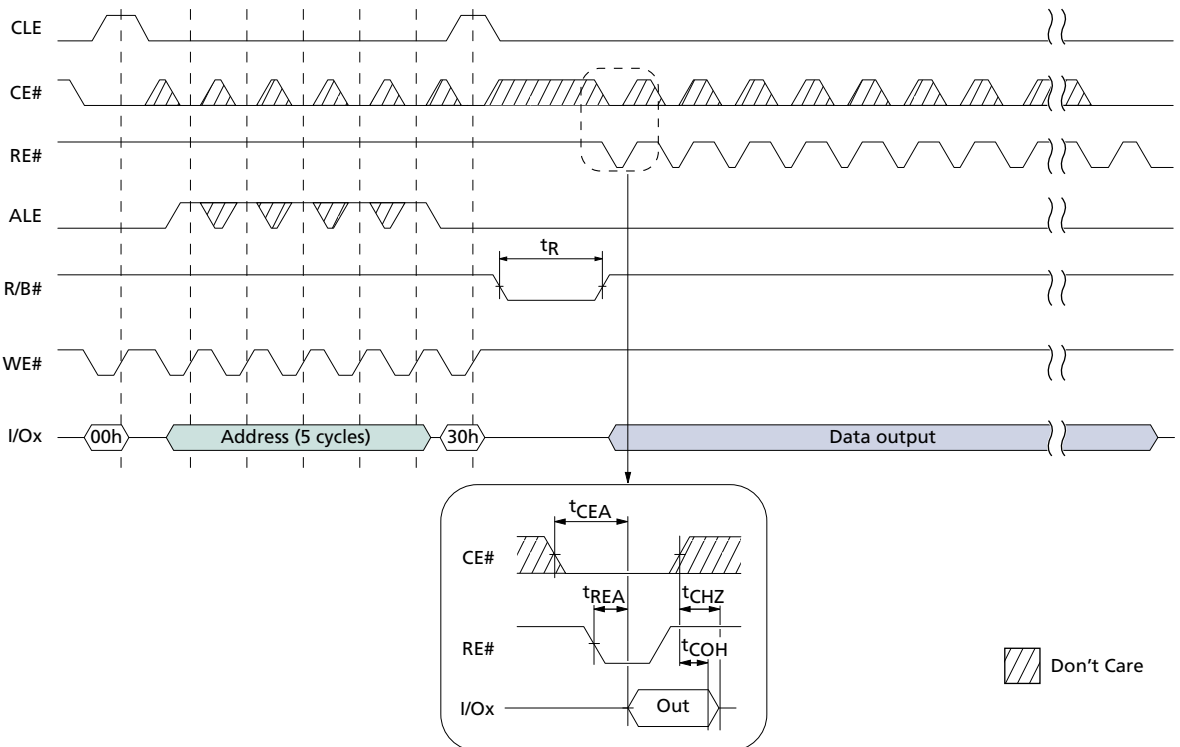 CLE
CE#
RE#
ALE
tR
R/B#
WE#
I/Ox
00h
Address (5 cycles)
30h
Data output
tCEA
CE#
tREA
tCHZ
RE#
tCOH
Don't Care
I/Ox
Out